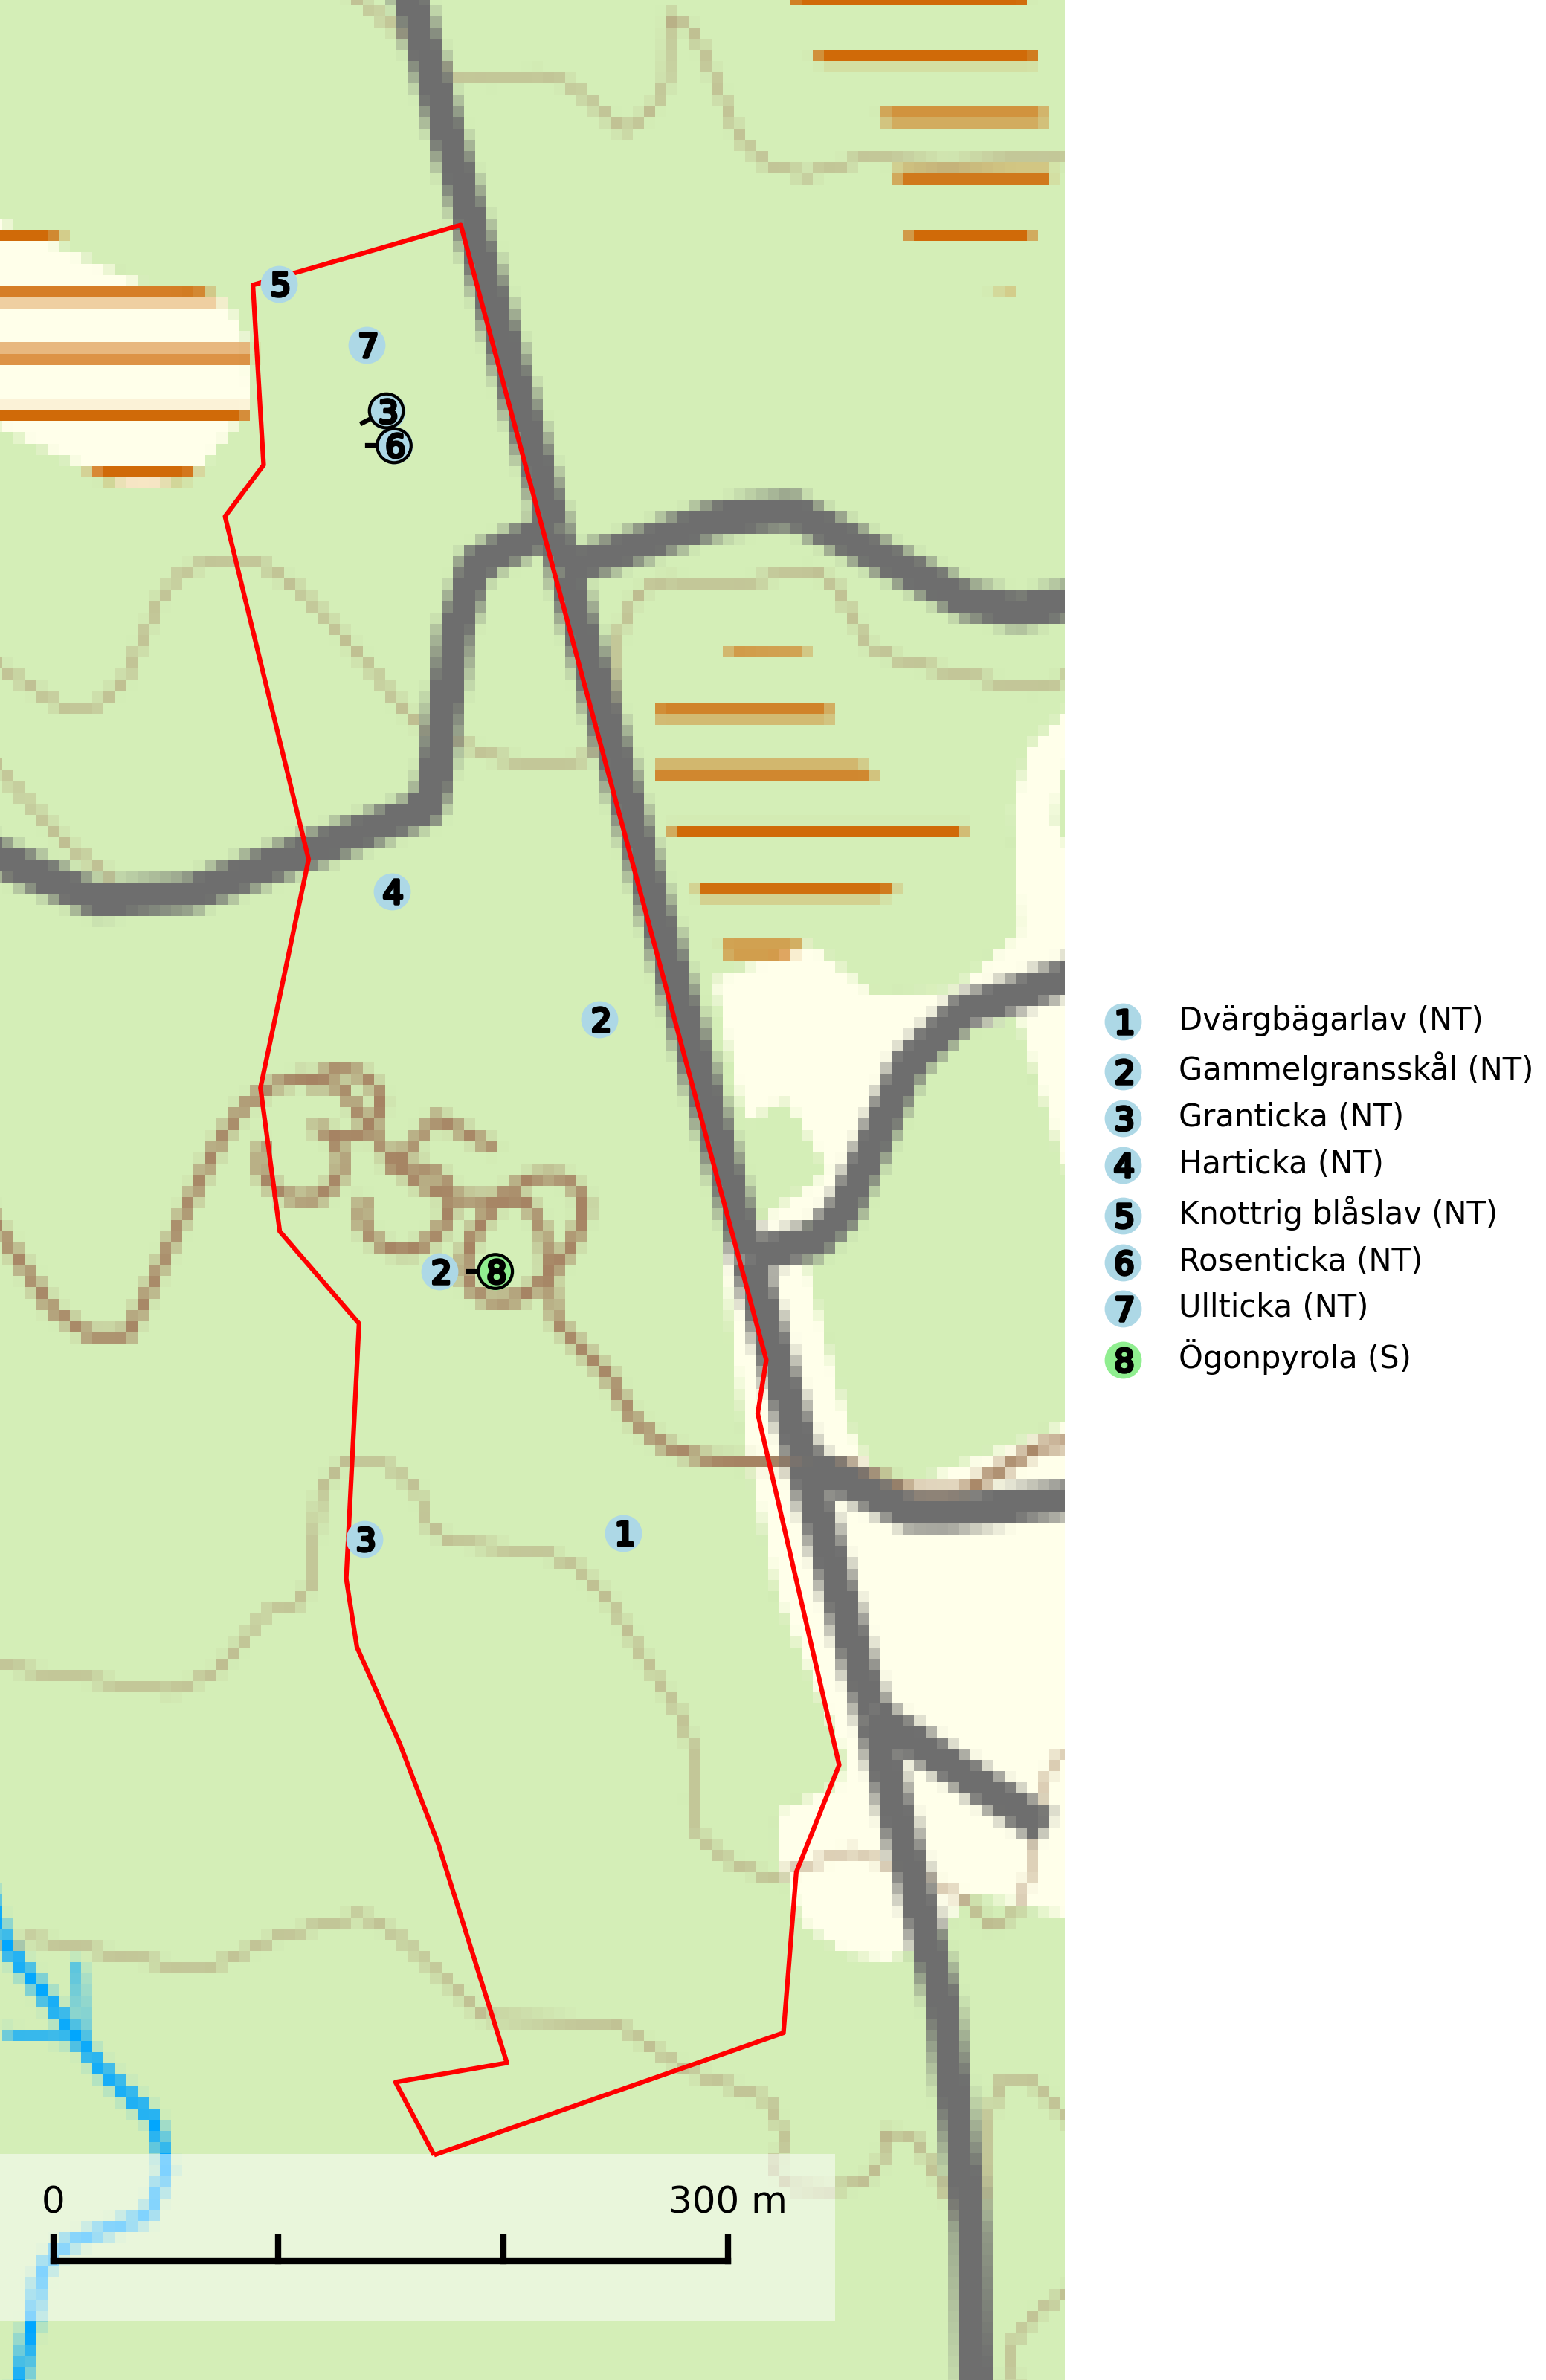 5
7
3
6
4
2
2 8
3
1
1 Dvärgbägarlav (NT)
2 Gammelgransskål (NT)
3 Granticka (NT)
4 Harticka (NT)
5 Knottrig blåslav (NT)
6 Rosenticka (NT)
7 Ullticka (NT)
8 Ögonpyrola (S)
0 300 m